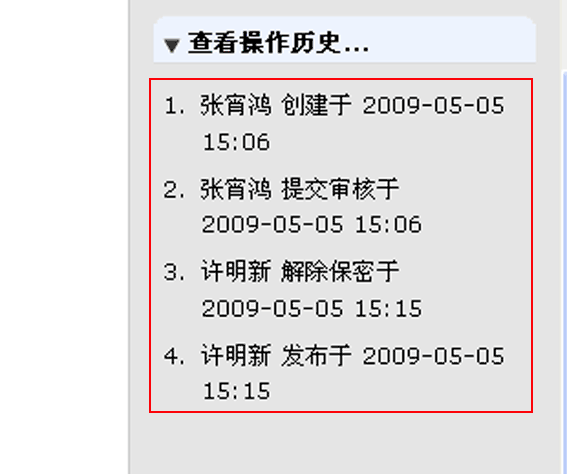 ▼ 查看操作历史...
1. 张宵鸿 创建于 2009-05-05
15:06
2. 张宵鸿 提交审核于
2009-05-05 15:06
3. 许明新 解除保密于
2009-05-05 15:15
4. 许明新 发布于 2009-05-05
15:15